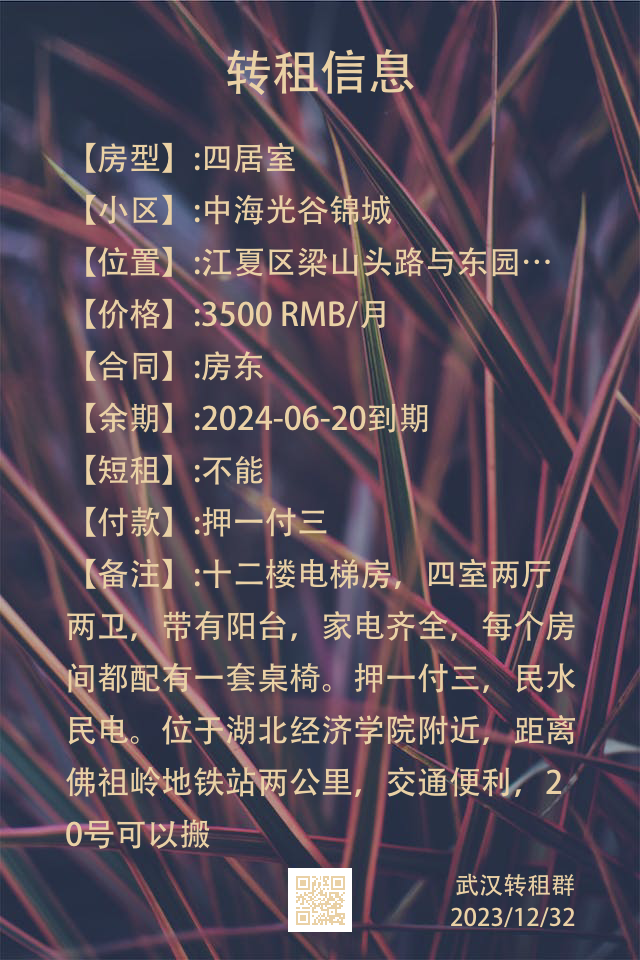 转租信息
【房型】:四居室
【小区】:中海光谷锦城
【位置】:江夏区梁山头路与东园…
【价格】:3500 RMB/月
【合同】:房东
【余期】:2024-06-20到期
【短租】:不能
【付款】:押一付三
【备注】:十二楼电梯房，四室两厅
两卫，带有阳台，家电齐全，每个房
间都配有一套桌椅。押一付三，民水
民电。位于湖北经济学院附近，距离
佛祖岭地铁站两公里，交通便利，2
0号可以搬
武汉转租群
2023/12/32